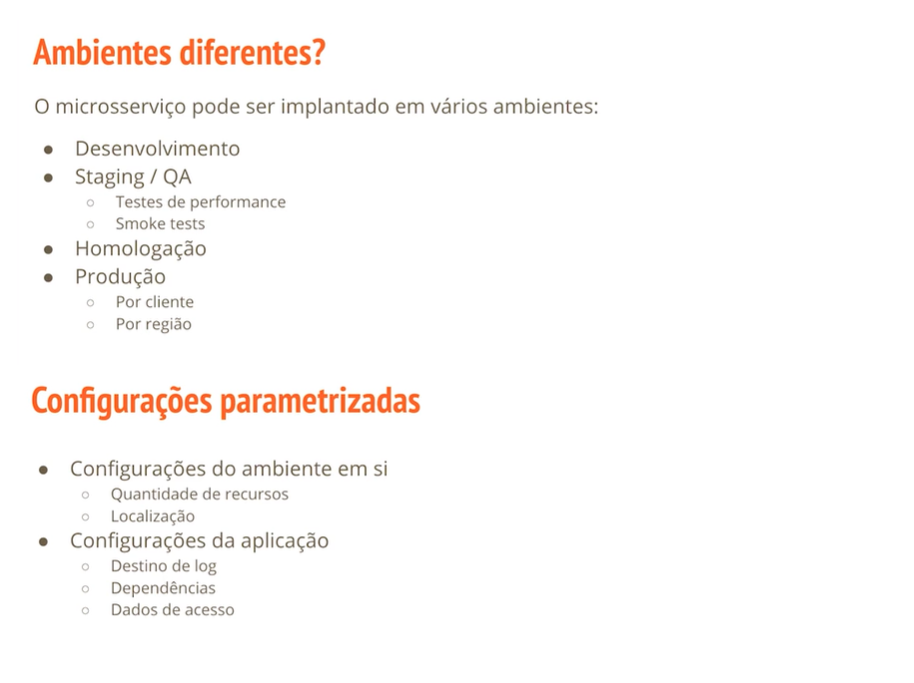 Ambientes diferentes?
O microsserviço pode ser implantado em vários ambientes:
● Desenvolvimento
● Staging / QA
○ Testes de performance
○ Smoke tests
● Homologação
● Produção
○ Por cliente
○ Por região
Configurações parametrizadas
● Configurações do ambiente em si
○ Quantidade de recursos
○ Localização
● Configurações da aplicação
○ Destino de log
○ Dependências
○ Dados de acesso